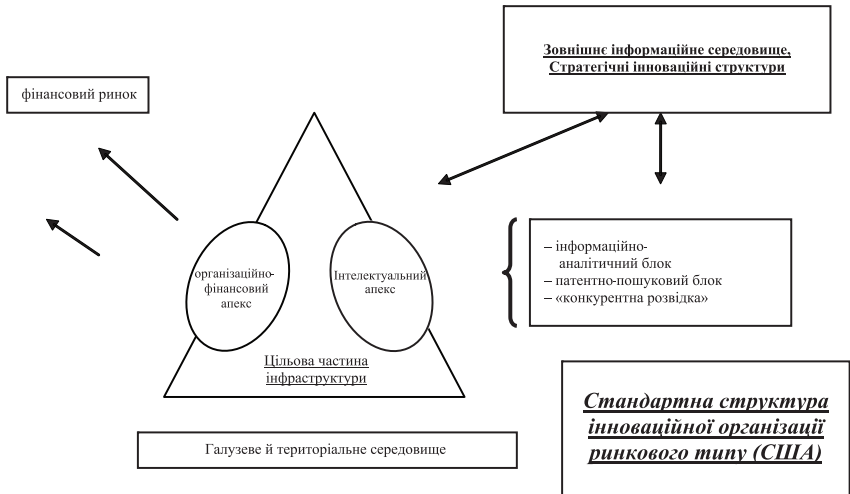 Зовнішнє інформаційне середовище,
Стратегічні інноваційні структури
фінансовий ринок
організаційно-
фінансовий
апекс
Інтелектуальний
апекс
– інформаційно-
аналітичний блок
– патентно-пошуковий блок
– «конкурентна розвідка»
Цільова частина
інфраструктури
Стандартна структура
інноваційної організації
ринкового типу (США)
Галузеве й територіальне середовище